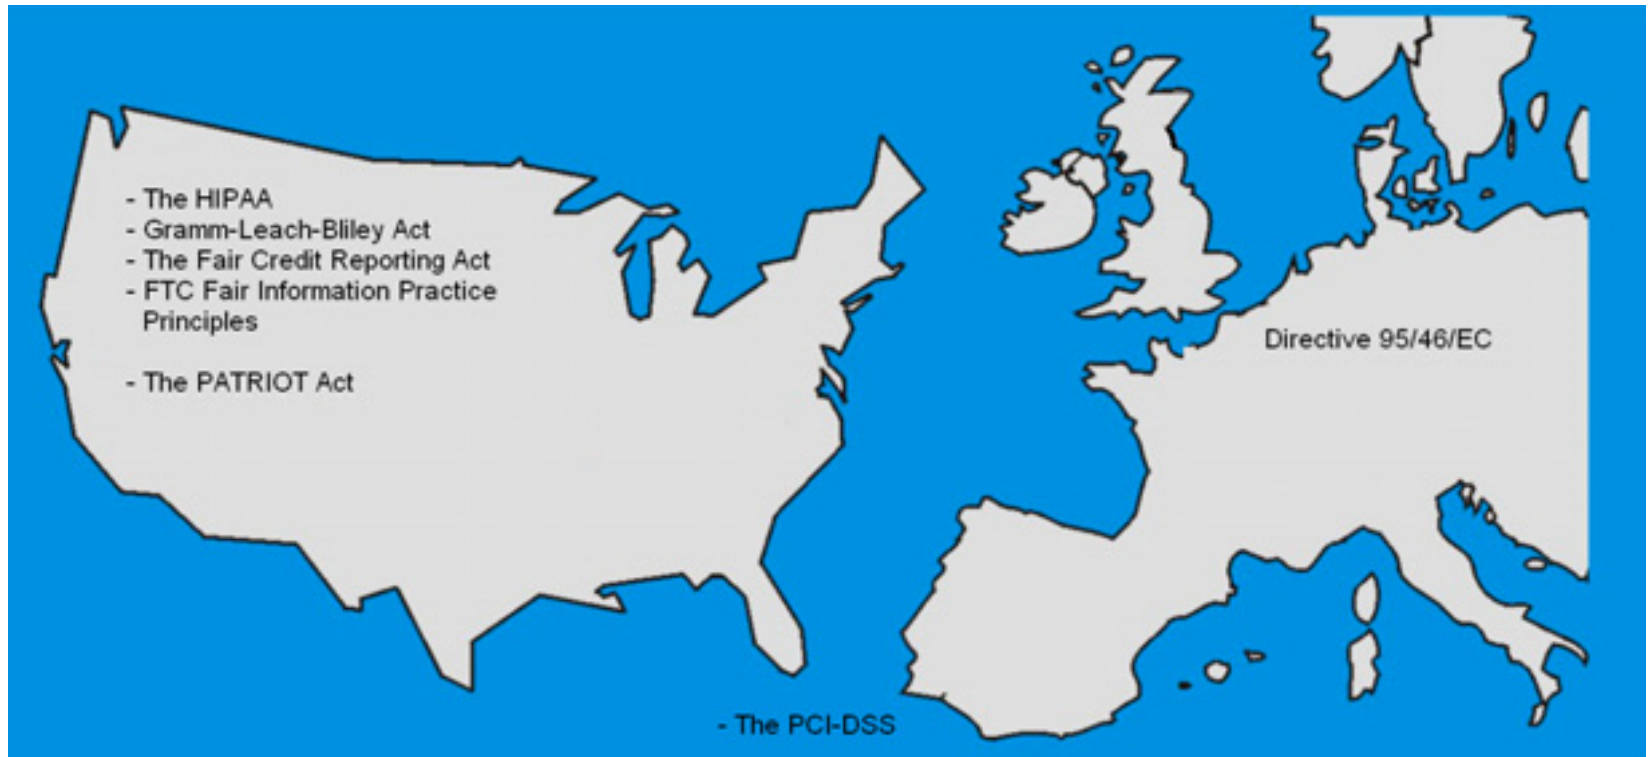 - The HIPAA
- Gramm-Leach-Bliley Act
- The Fair Credit Reporting Act
- FTC Fair Information Practice
Principles
- The PATRIOT Act
Directive 95/46/EC
- The PCI-DSS